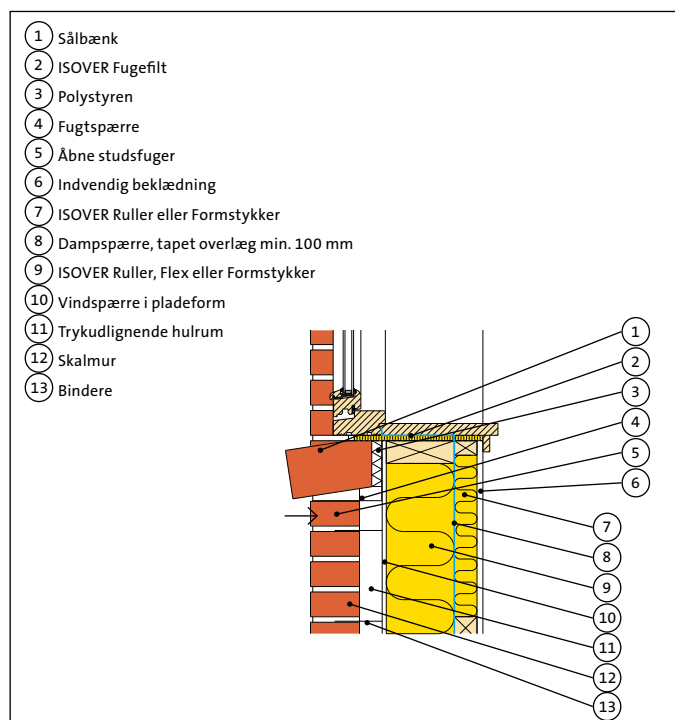 1 Sålbænk
2 ISOVER Fugefilt
3 Polystyren
4 Fugtspærre
5 Åbne studsfuger
6 Indvendig beklædning
7 ISOVER Ruller eller Formstykker
8 Dampspærre, tapet overlæg min. 100 mm
9 ISOVER Ruller, Flex eller Formstykker
10 Vindspærre i pladeform
11 Trykudlignende hulrum
12 Skalmur
13 Bindere
1
2
3
4
5
6
7
8
9
10
11
12
13